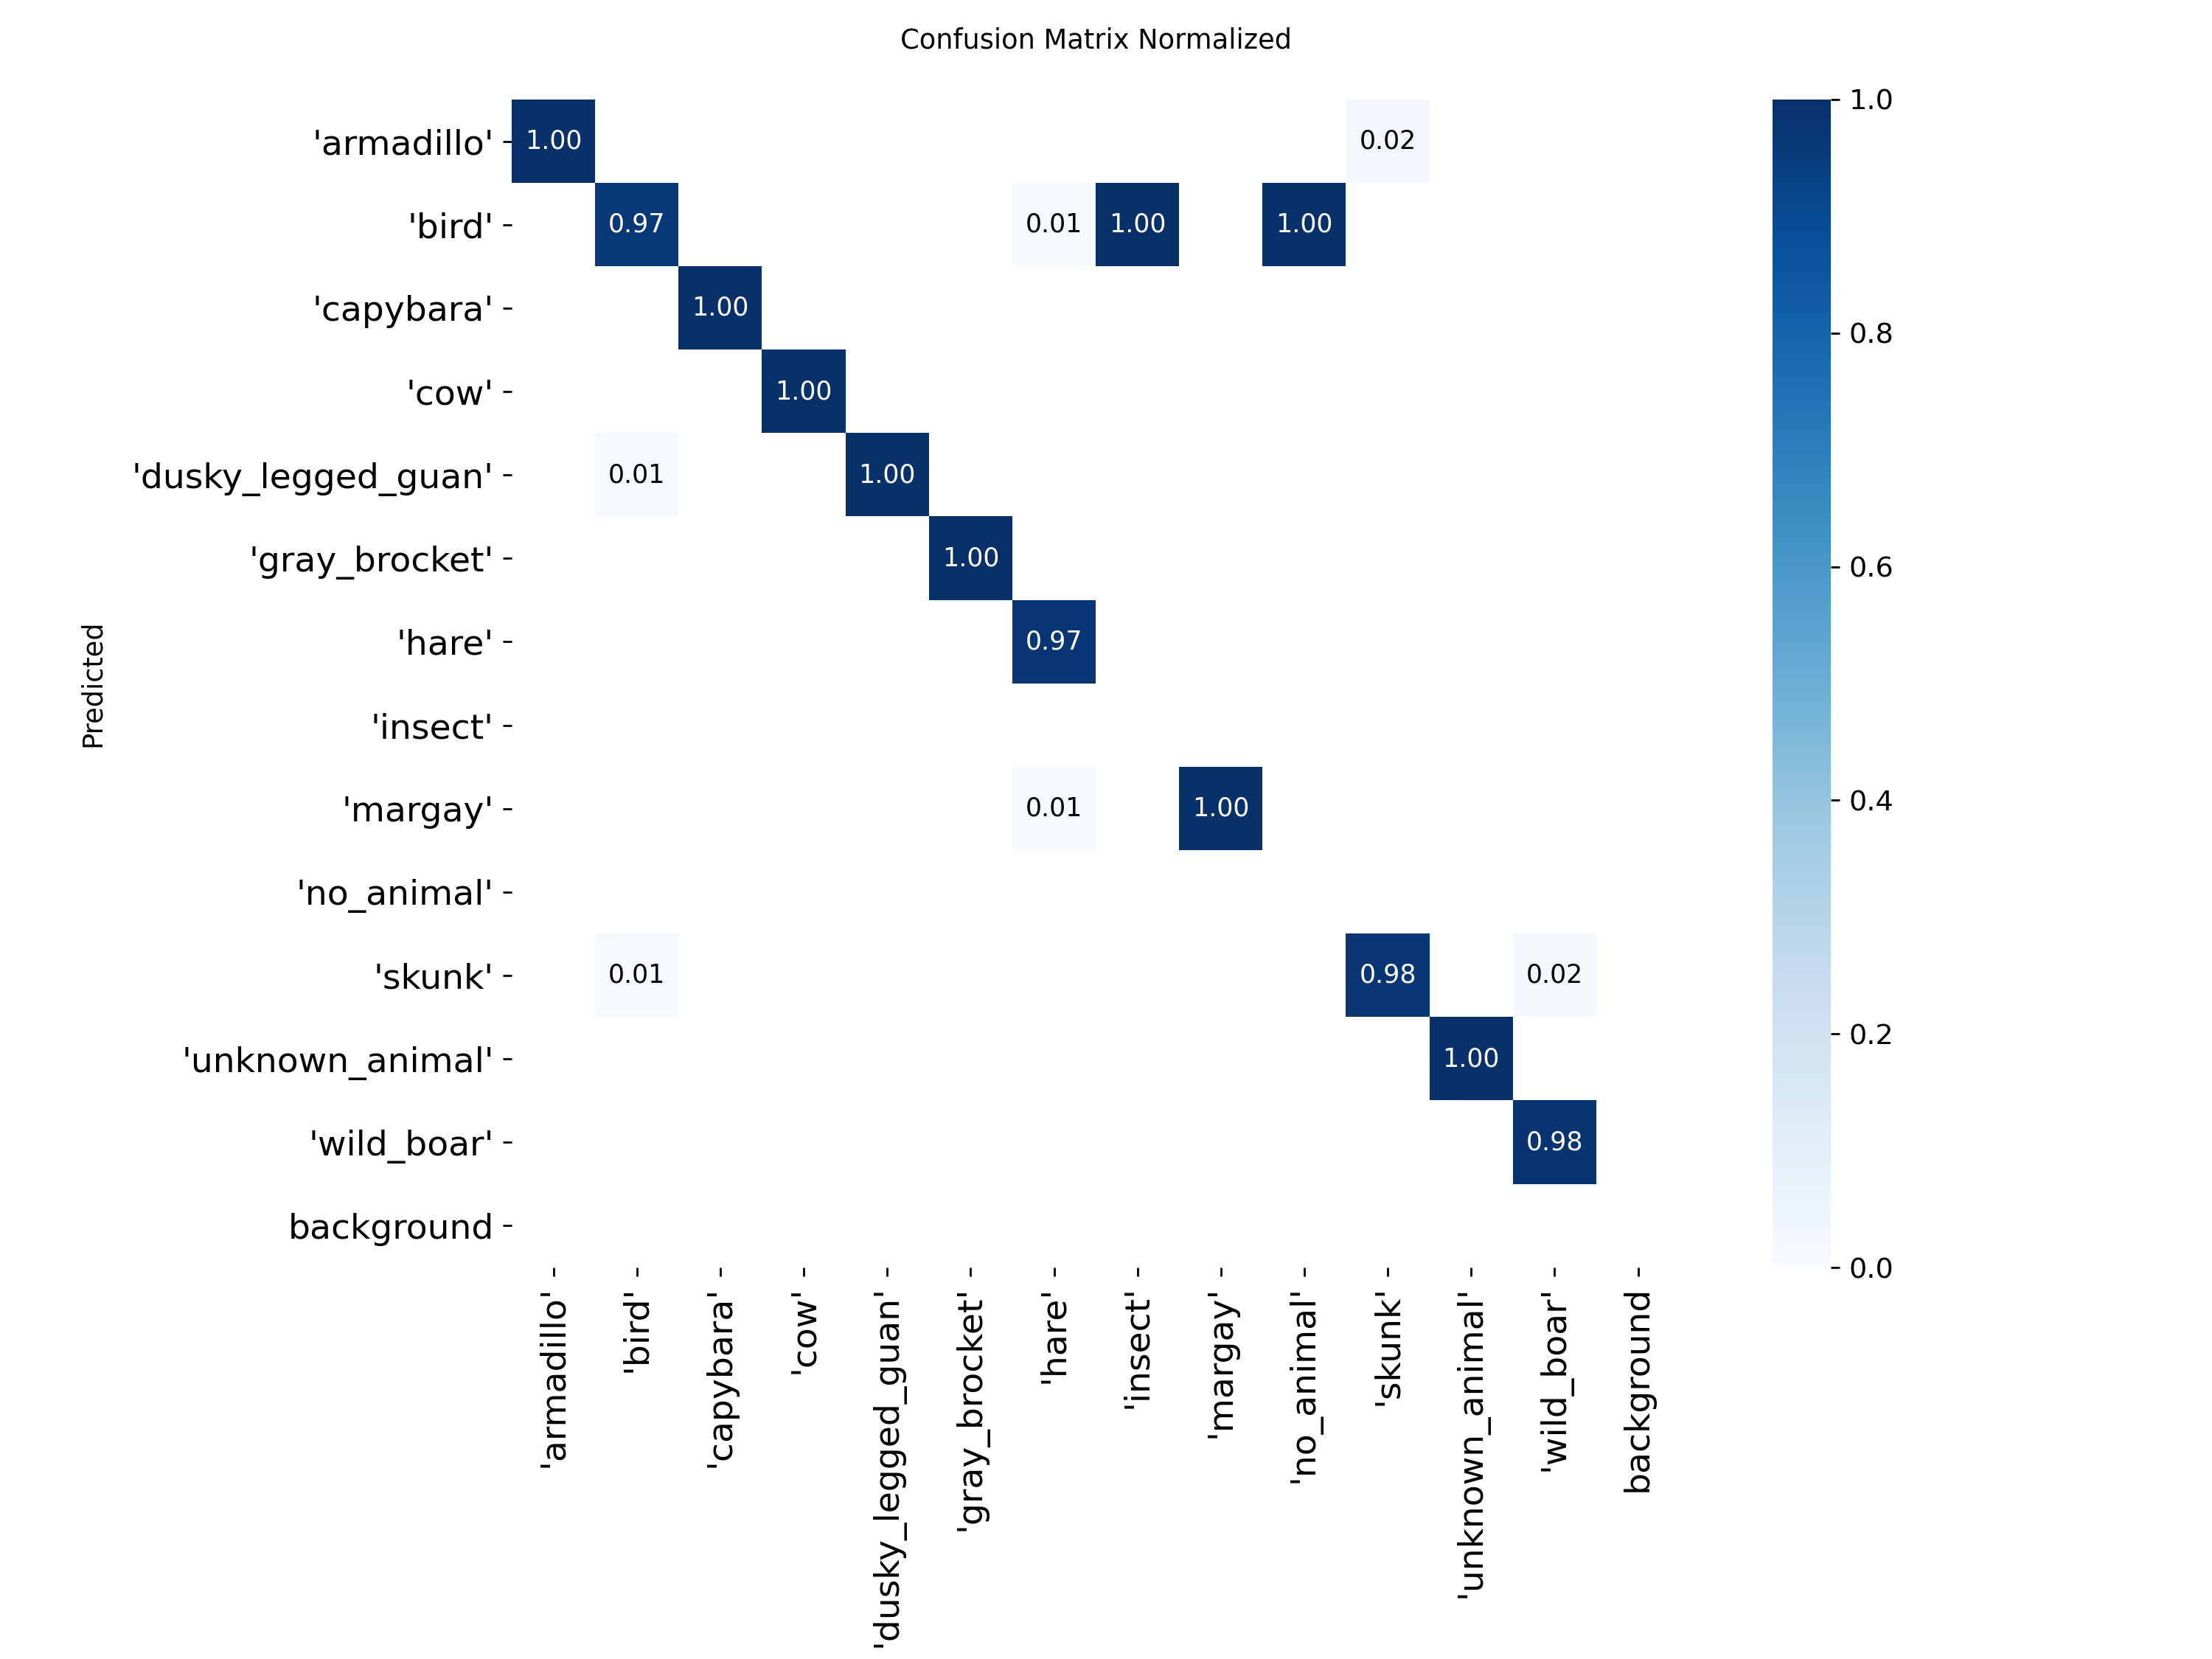 Confusion Matrix Normalized
'armadillo' 1.00 0.02 1.0
'bird' 0.97 0.01 1.00 1.00
'capybara' 1.00
0.8
'cow' 1.00
'dusky_legged_guan' 0.01 1.00
'gray_brocket' 1.00 0.6
'hare' 0.97
Predicted
'insect'
'margay' 0.01 1.00 0.4
'no_animal'
'skunk' 0.01 0.98 0.02
0.2
'unknown_animal' 1.00
'wild_boar' 0.98
background
0.0
'armadillo'
'bird'
'capybara'
'cow'
'dusky_legged_guan'
'gray_brocket'
'hare'
'insect'
'margay'
'no_animal'
'skunk'
'unknown_animal'
'wild_boar'
background